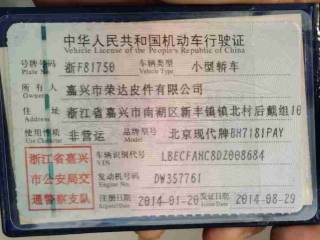 中华人民共和国机动车行驶证
Vehicle License of the People's Republic of China
号牌号码 浙F81750 车辆类型 小型轿车
Plate No. Vehicle Type
所有人 嘉兴市荣达皮件有限公司
Owner
住址 浙江省嘉兴市南湖区新丰镇镇北村后戴组10
Address
使用性质 非营运 品牌型号 北京现代牌BH7181PAY
Use Character Model
浙江省嘉兴市公安局交通警察支队
车辆识别代号 LBECFAHC8DZ008684
VIN
发动机号码 DW357761
Engine No.
注册日期 2014-01-20 发证日期 2014-08-29
Register Date Issue Date